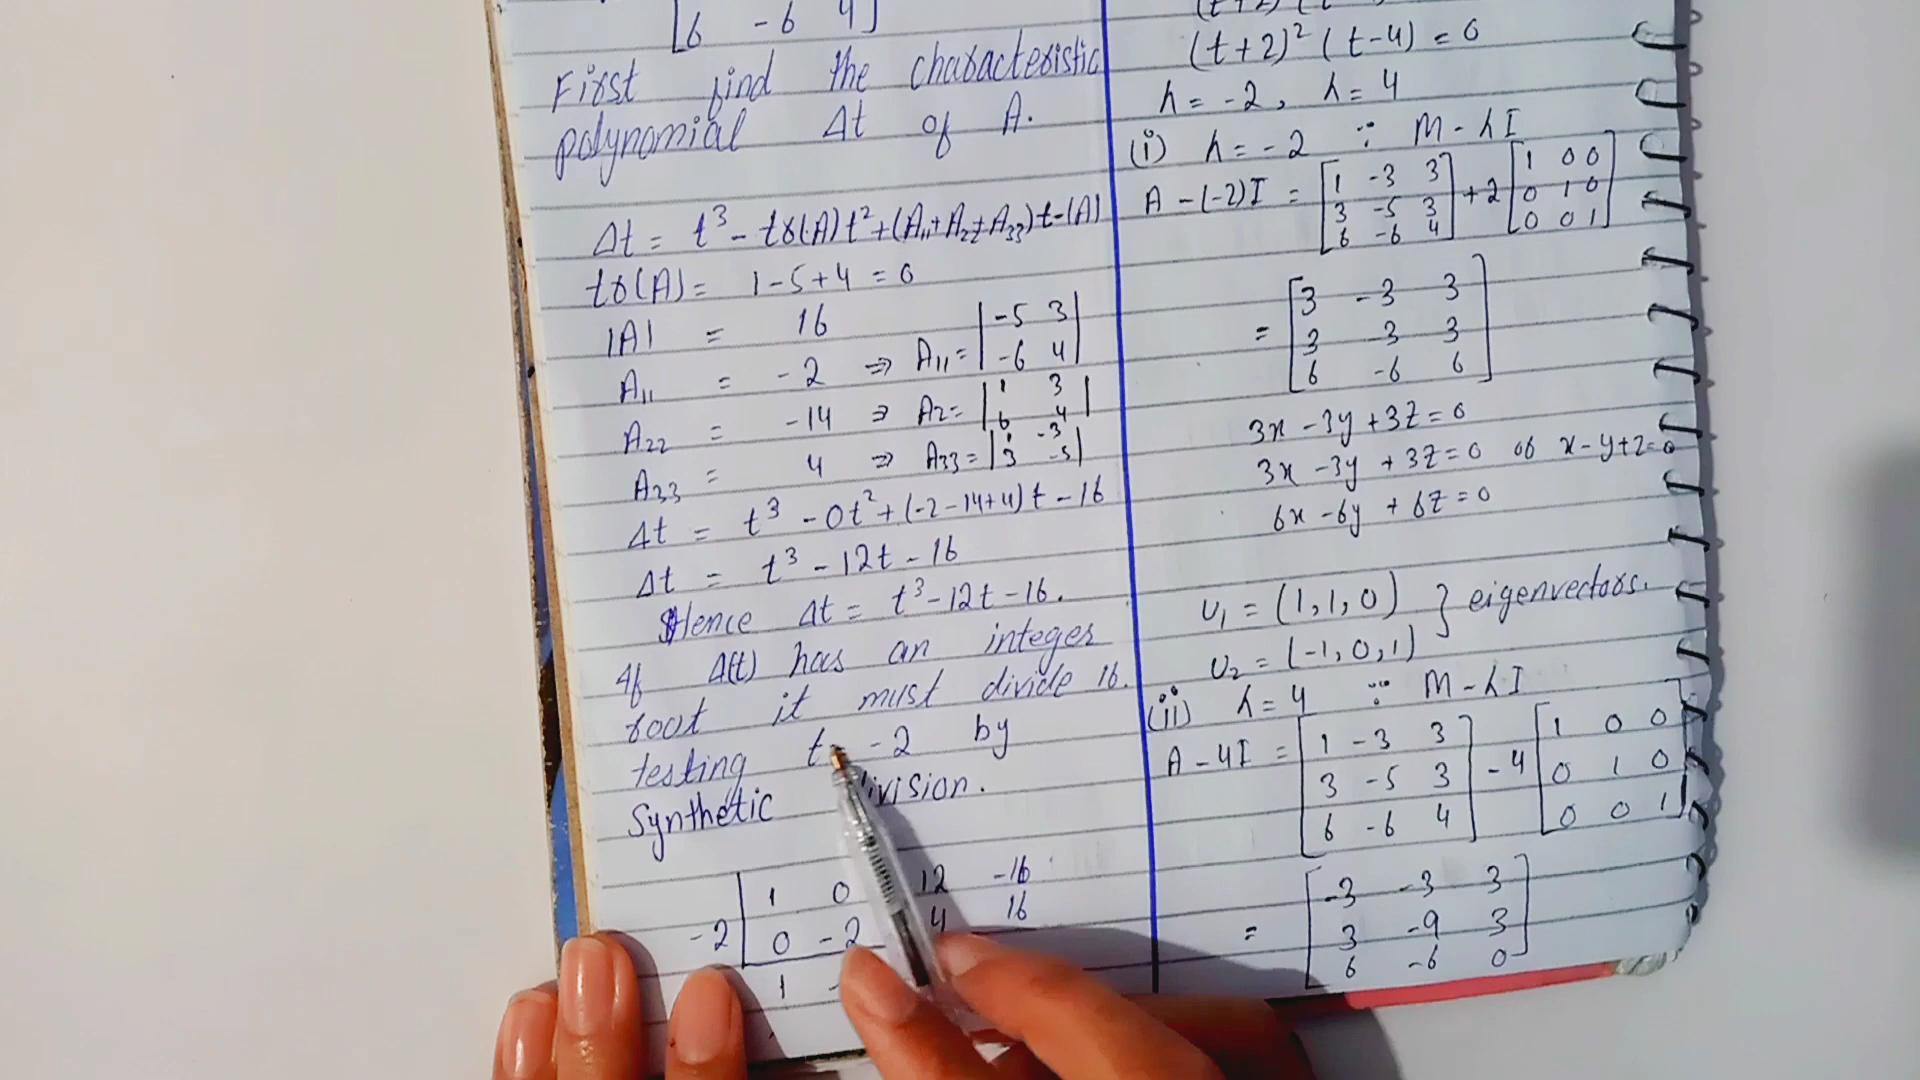 [6 -6 4]
First find the characteristic
polynomial Δt of A.
Δt = t³ - tr(A)t² + (A₁₁+A₂₂+A₃₃)t-|A|
tr(A) = 1-5+4 = 0
|A| = 16
A₁₁ = -2 ⇒ A₁₁ = |-5 3|
|-6 4|
A₂₂ = -14 ⇒ A₂ = |1 3|
|6 4|
A₃₃ = 4 ⇒ A₃₃ = |1 -3|
|3 -5|
Δt = t³ - 0t² + (-2-14+4)t - 16
Δt = t³ - 12t - 16
Hence Δt = t³-12t-16.
If Δ(t) has an integer
root it must divide 16.
testing t -2 by
Synthetic
1 0 12 -16
-2 0 -2 4 16
1
(t+2)² (t-4) = 0
λ = -2, λ = 4
(i) λ = -2 ∵ M - λI
A - (-2)I = [1 -3 3] + 2 [1 0 0]
[3 -5 3] [0 1 0]
[6 -6 4] [0 0 1]
= [3 -3 3]
[3 -3 3]
[6 -6 6]
3x - 3y + 3z = 0
3x - 3y + 3z = 0 or x - y + z = 0
6x - 6y + 6z = 0
υ₁ = (1, 1, 0) } eigenvectors.
υ₂ = (-1, 0, 1)
(ii) λ = 4 ∵ M - λI
A - 4I = [1 -3 3] - 4 [1 0 0]
[3 -5 3] [0 1 0]
[6 -6 4] [0 0 1]
= [-3 -3 3]
[3 -9 3]
[6 -6 0]